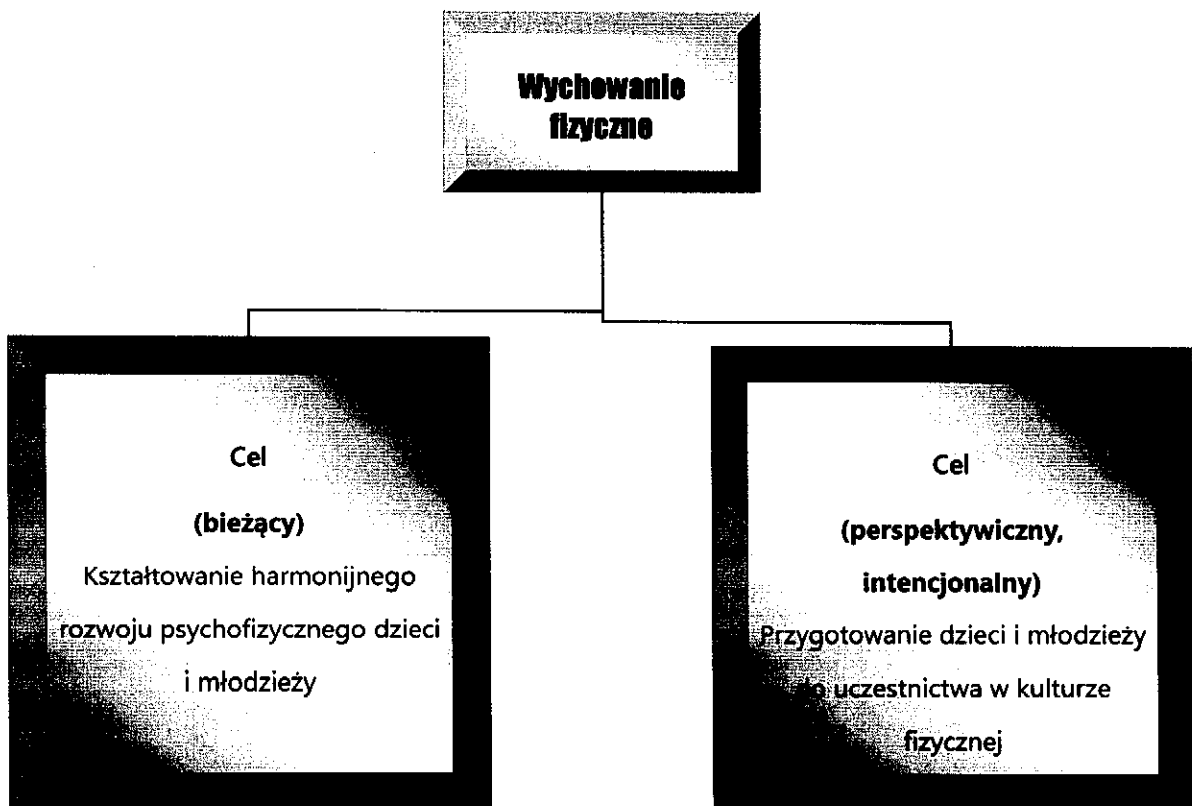 Wychowanie
fizyczne
Cel
(bieżący)
Kształtowanie harmonijnego
rozwoju psychofizycznego dzieci
i młodzieży
Cel
(perspektywiczny,
intencjonalny)
Przygotowanie dzieci i młodzieży
do uczestnictwa w kulturze
fizycznej